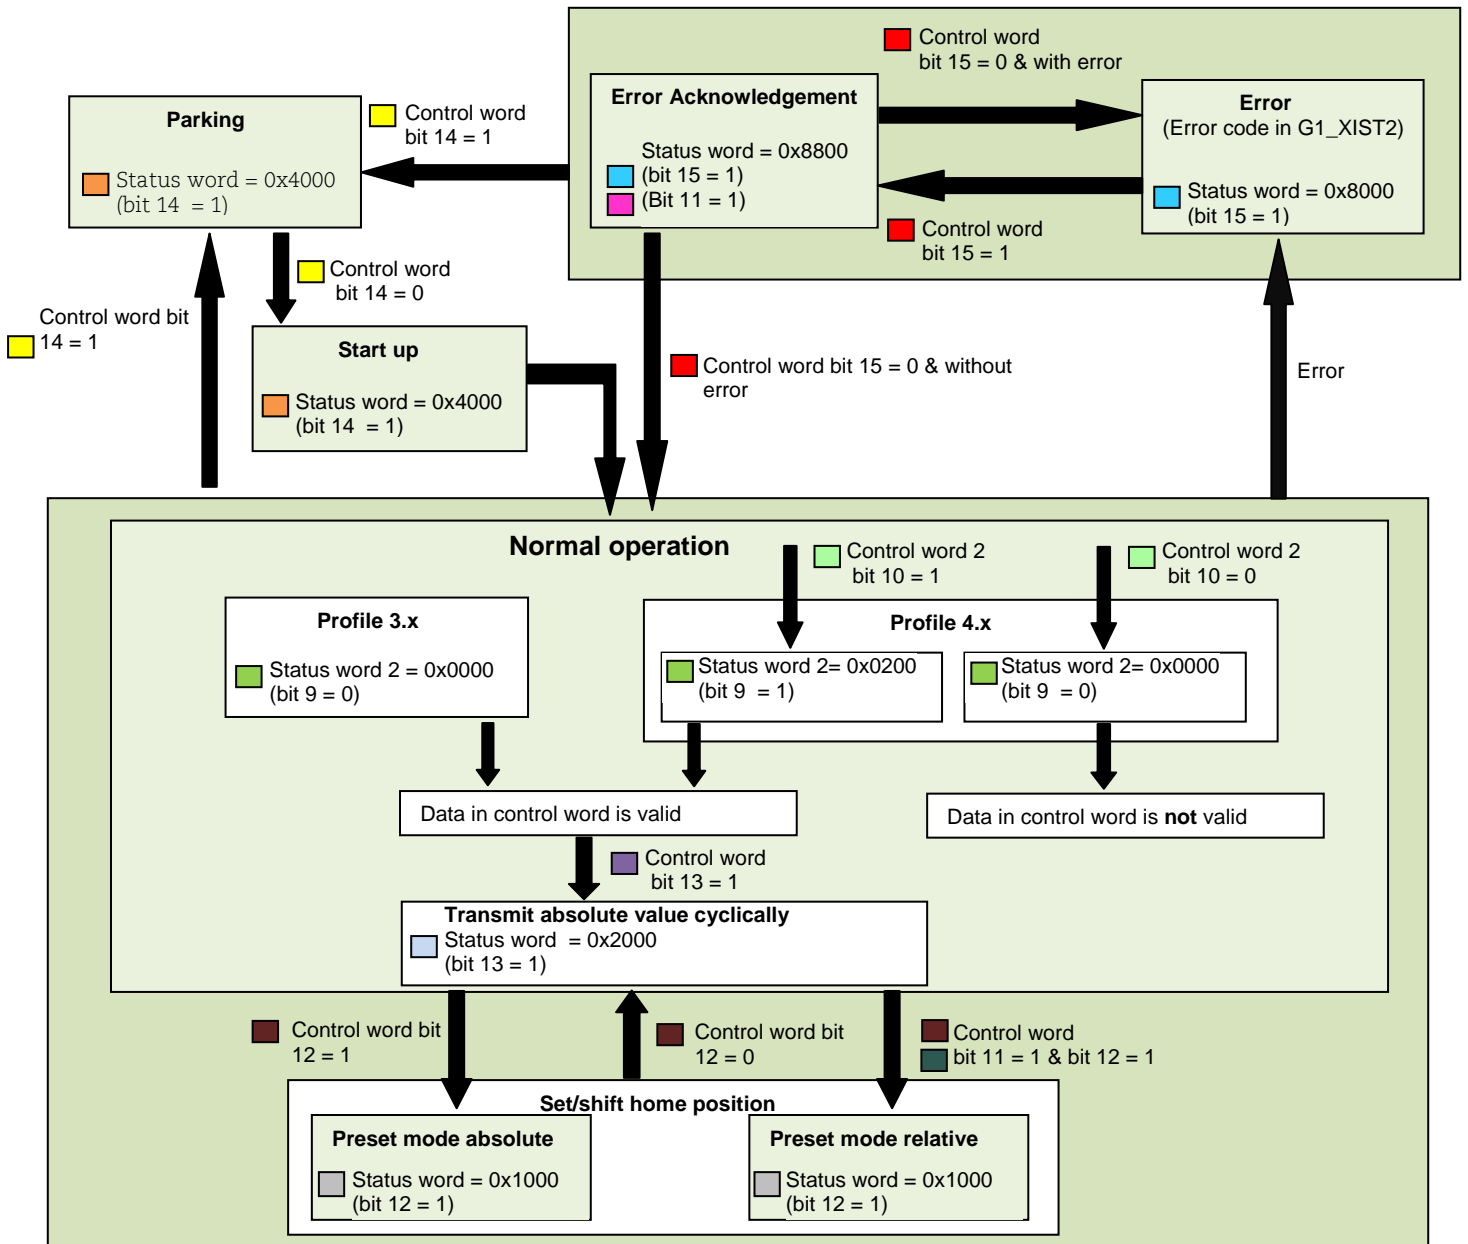 Control word
bit 15 = 0 & with error
Error Acknowledgement
Status word = 0x8800
(bit 15 = 1)
(Bit 11 = 1)
Error
(Error code in G1_XIST2)
Status word = 0x8000
(bit 15 = 1)
Control word
bit 15 = 1
Parking
Status word = 0x4000
(bit 14  = 1)
Control word
bit 14 = 1
Control word
bit 14 = 0
Control word bit
14 = 1
Start up
Status word = 0x4000
(bit 14  = 1)
Control word bit 15 = 0 & without
error
Error
Normal operation
Control word 2
bit 10 = 1
Control word 2
bit 10 = 0
Profile 3.x
Status word 2 = 0x0000
(bit 9 = 0)
Profile 4.x
Status word 2= 0x0200
(bit 9  = 1)
Status word 2= 0x0000
(bit 9  = 0)
Data in control word is valid
Data in control word is not valid
Control word
bit 13 = 1
Transmit absolute value cyclically
Status word  = 0x2000
(bit 13 = 1)
Control word bit
12 = 1
Control word bit
12 = 0
Control word
bit 11 = 1 & bit 12 = 1
Set/shift home position
Preset mode absolute
Status word = 0x1000
(bit 12 = 1)
Preset mode relative
Status word = 0x1000
(bit 12 = 1)